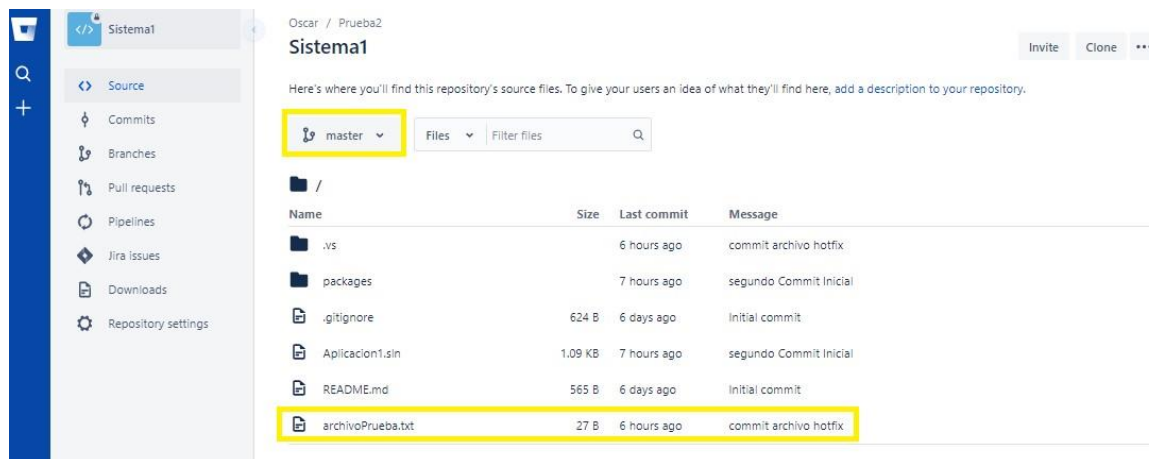 Sistema1
Source
Commits
Branches
Pull requests
Pipelines
Jira issues
Downloads
Repository settings
Oscar / Prueba2
Sistema1
Invite Clone
Here's where you'll find this repository's source files. To give your users an idea of what they'll find here, add a description to your repository.
master Files Filter files
/
Name Size Last commit Message
.vs 6 hours ago commit archivo hotfix
packages 7 hours ago segundo Commit Inicial
.gitignore 624 B 6 days ago Initial commit
Aplicacion1.sln 1.09 KB 7 hours ago segundo Commit Inicial
README.md 565 B 6 days ago Initial commit
archivoPrueba.txt 27 B 6 hours ago commit archivo hotfix